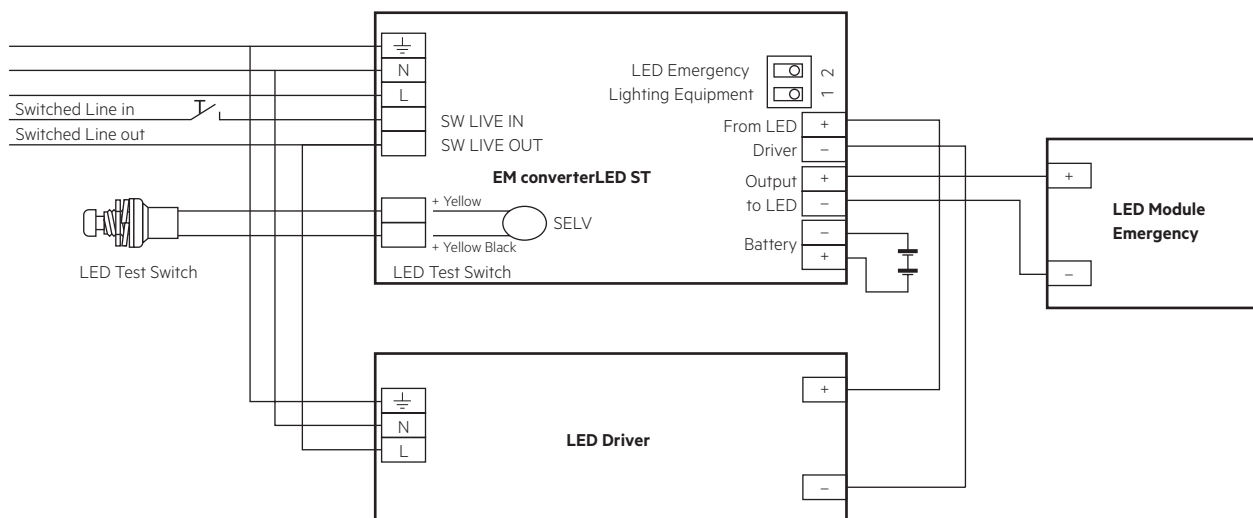 N
L
Switched Line in
Switched Line out
SW LIVE IN
SW LIVE OUT
EM converterLED ST
LED Emergency
Lighting Equipment
2
1
From LED
Driver
+
−
Output
to LED
+
−
Battery
−
+
+ Yellow
SELV
+ Yellow Black
LED Test Switch
LED Test Switch
+
−
LED Module
Emergency
N
L
LED Driver
+
−